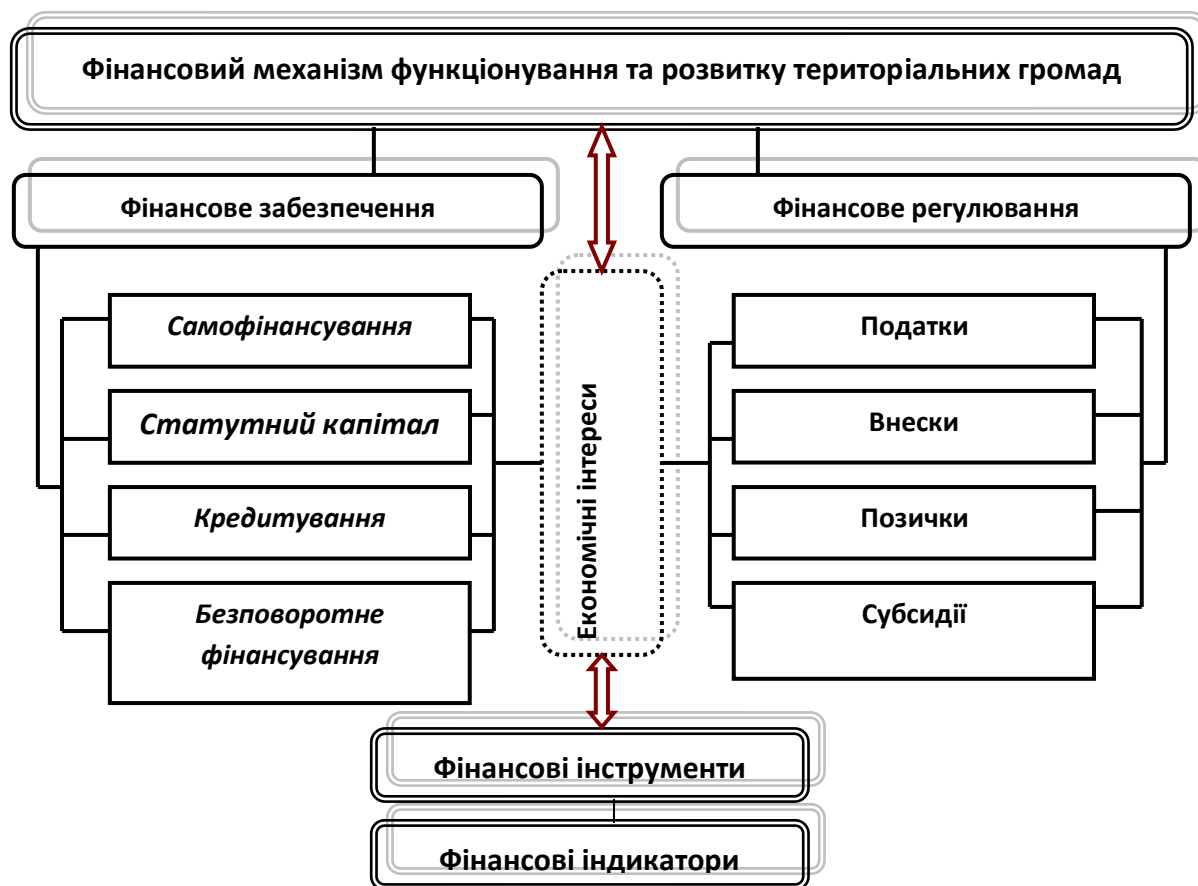 Фінансовий механізм функціонування та розвитку територіальних громад
Фінансове забезпечення
Фінансове регулювання
Самофінансування
Статутний капітал
Кредитування
Безповоротне
фінансування
Економічні інтереси
Податки
Внески
Позички
Субсидії
Фінансові інструменти
Фінансові індикатори